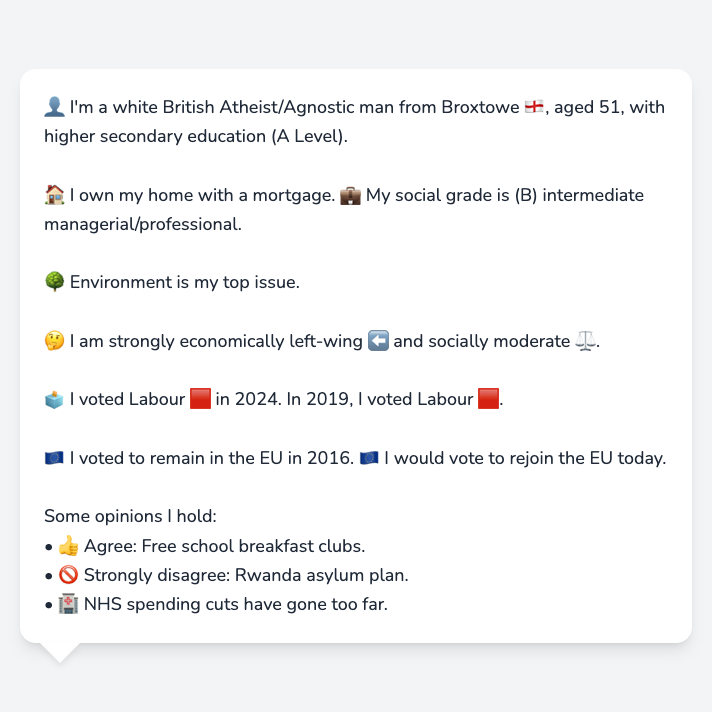 👤 I'm a white British Atheist/Agnostic man from Broxtowe 🏴󠁧󠁢󠁥󠁮󠁧󠁿, aged 51, with
higher secondary education (A Level).
🏠 I own my home with a mortgage. 💼 My social grade is (B) intermediate
managerial/professional.
🌳 Environment is my top issue.
🤔 I am strongly economically left-wing ⬅️ and socially moderate ⚖️.
🗳️ I voted Labour 🟥 in 2024. In 2019, I voted Labour 🟥.
🇪🇺 I voted to remain in the EU in 2016. 🇪🇺 I would vote to rejoin the EU today.
Some opinions I hold:
• 👍 Agree: Free school breakfast clubs.
• 🚫 Strongly disagree: Rwanda asylum plan.
• 🏥 NHS spending cuts have gone too far.